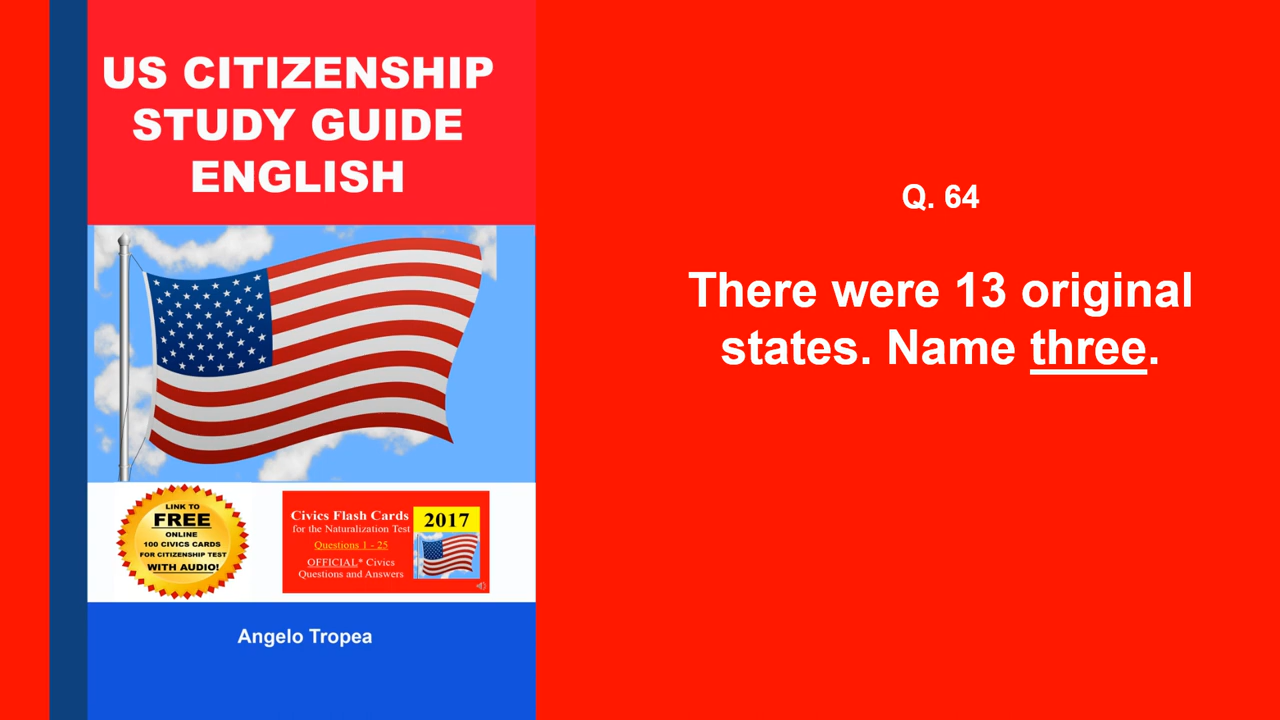 US CITIZENSHIP
STUDY GUIDE
ENGLISH
LINK TO
FREE
ONLINE
100 CIVICS CARDS
FOR CITIZENSHIP TEST
WITH AUDIO!
Civics Flash Cards
for the Naturalization Test
Questions 1 - 25
OFFICIAL* Civics
Questions and Answers
2017
Angelo Tropea
Q. 64
There were 13 original
states. Name three.